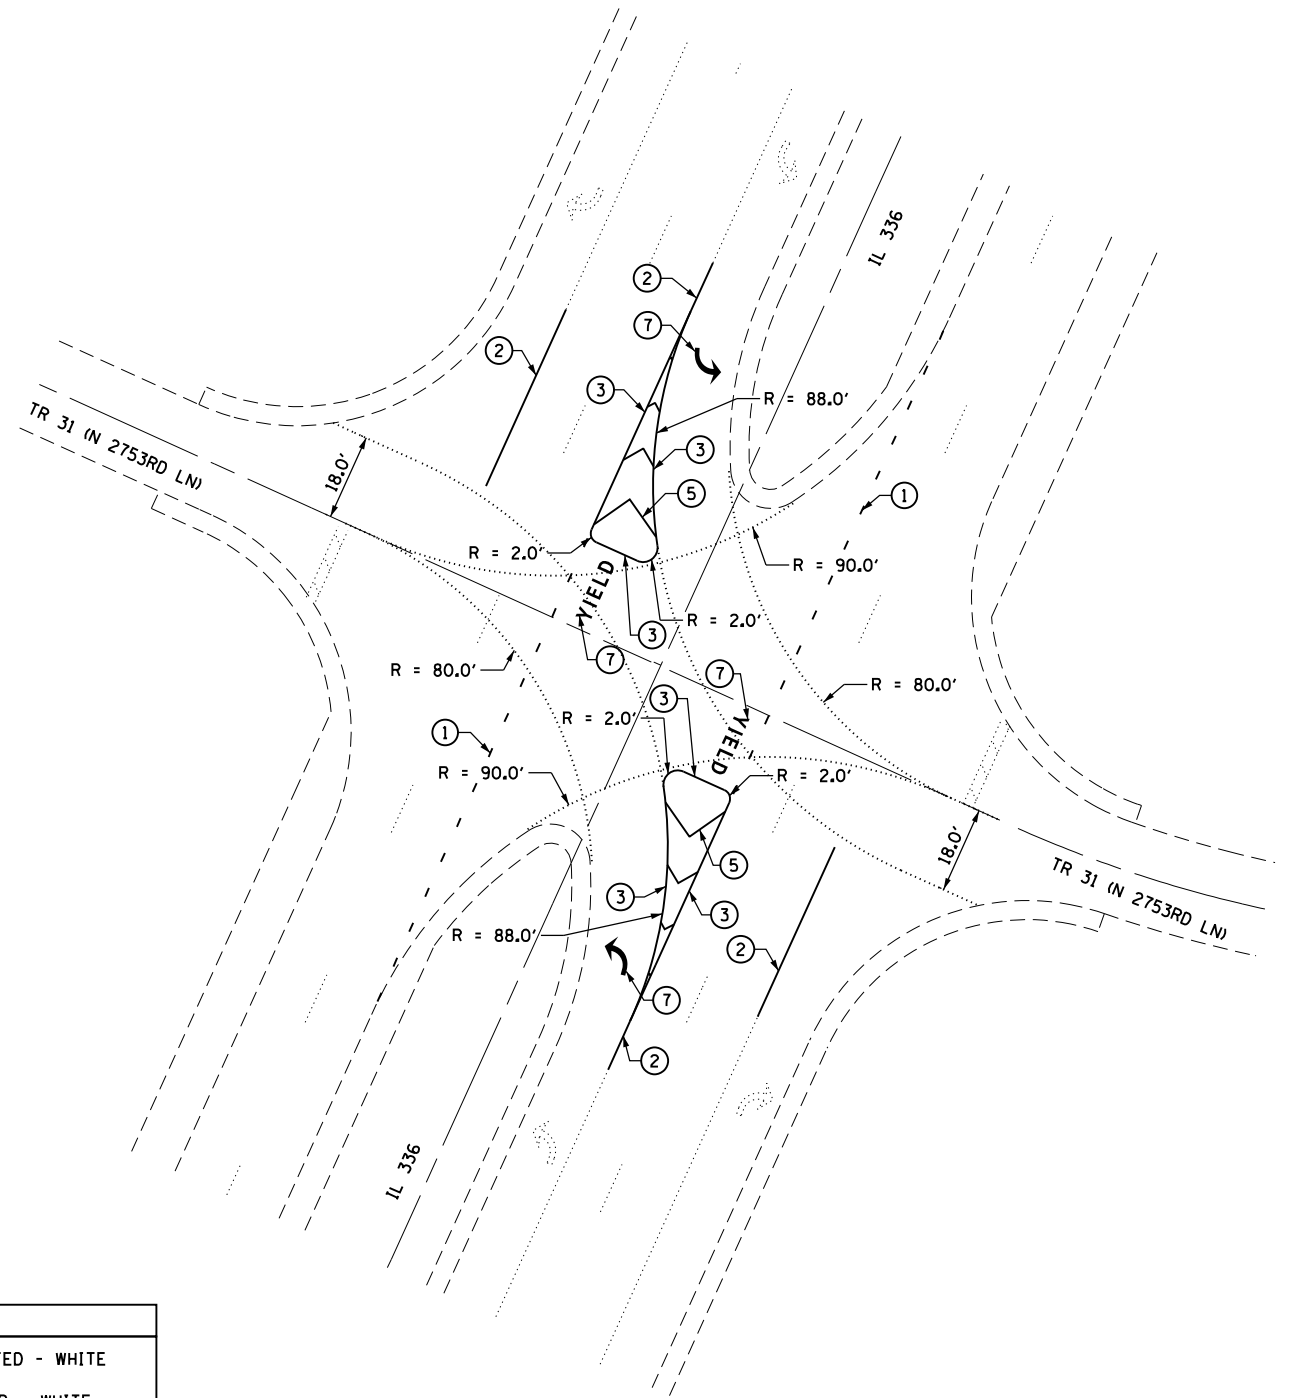 IL 336
2
7
2
3
R = 88.0'
TR 31 (N 2753RD LN)
3
18.0'
5
1
R = 2.0'
R = 90.0'
YIELD
R = 2.0'
3
7
R = 80.0'
7
R = 80.0'
3
R = 2.0'
1
YIELD
R = 90.0'
R = 2.0'
18.0'
5
TR 31 (N 2753RD LN)
3
3
R = 88.0'
2
7
2
IL 336
- WHITE
- WHITE